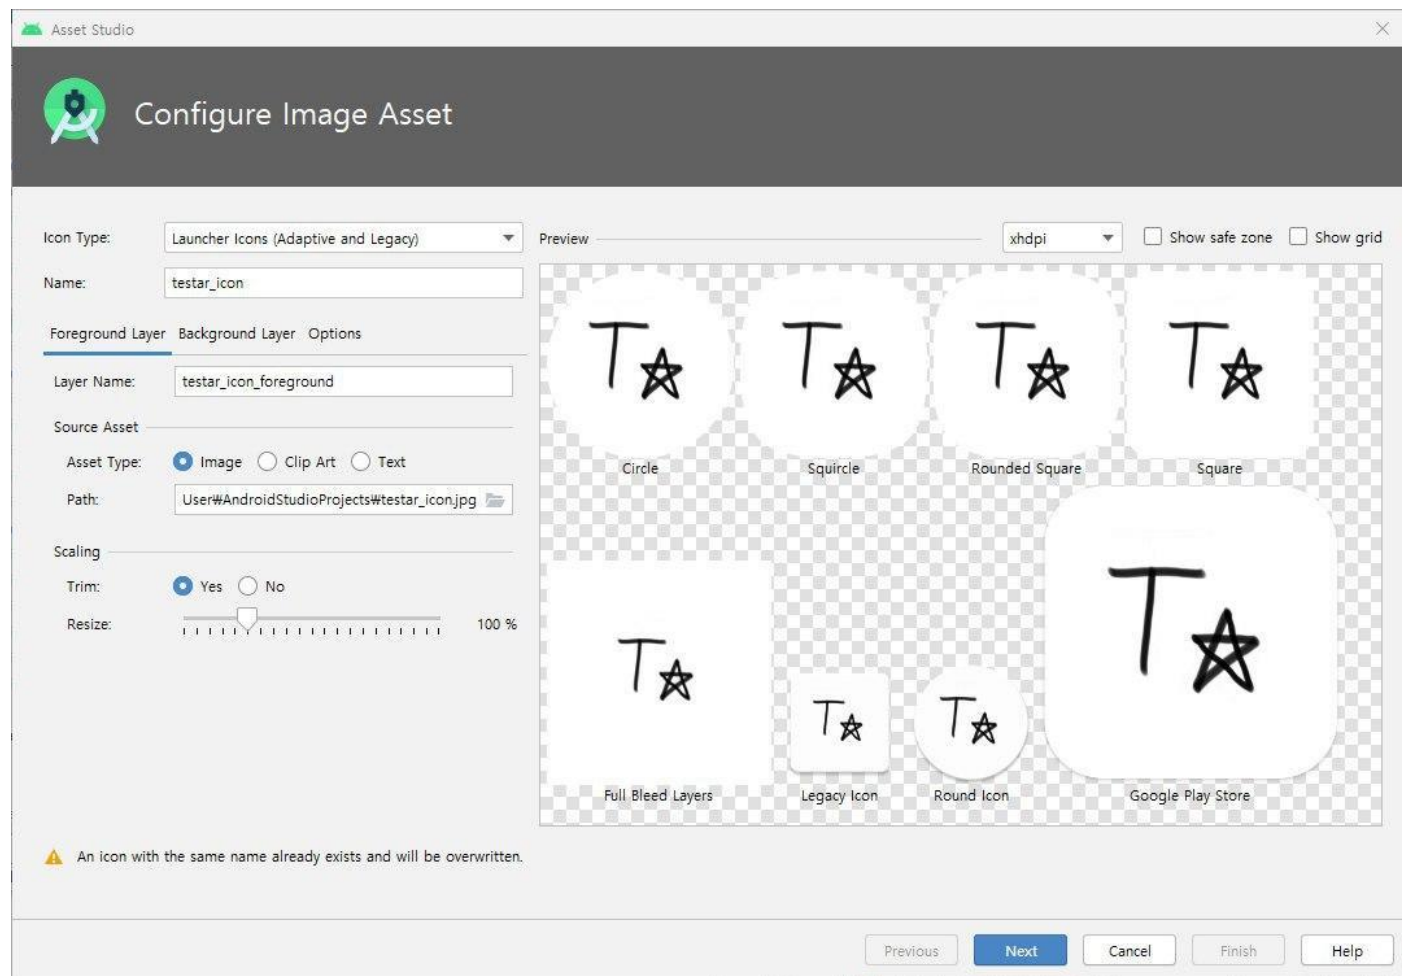 Asset Studio
Configure Image Asset
Icon Type: Launcher Icons (Adaptive and Legacy)
Name: testar_icon
Foreground Layer Background Layer Options
Layer Name: testar_icon_foreground
Source Asset
Asset Type: Image Clip Art Text
Path: User₩AndroidStudioProjects₩testar_icon.jpg
Scaling
Trim: Yes No
Resize: 100 %
Preview xhdpi Show safe zone Show grid
T T T T
Circle Squircle Rounded Square Square
T T T T
Full Bleed Layers Legacy Icon Round Icon Google Play Store
An icon with the same name already exists and will be overwritten.
Previous Next Cancel Finish Help